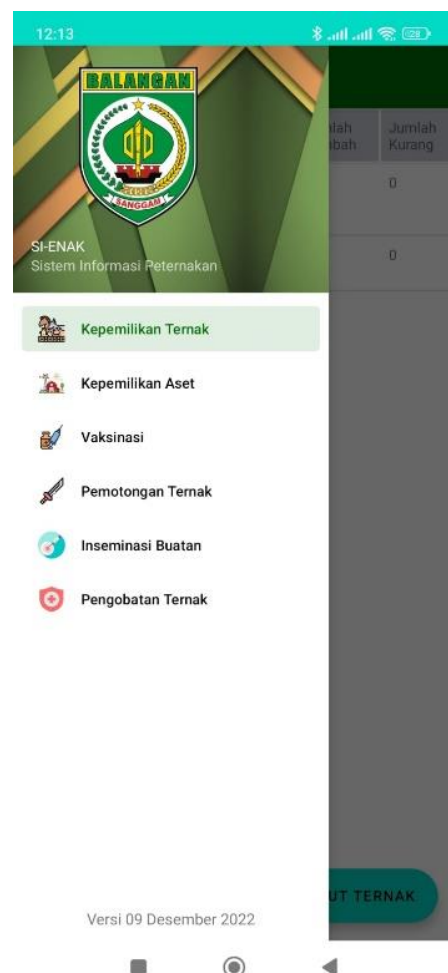 12:13
28
BALANGAN
SANGGAM
SI-ENAK
Sistem Informasi Peternakan
Jumlah
Kurang
0
0
Kepemilikan Ternak
Kepemilikan Aset
Vaksinasi
Pemotongan Ternak
Inseminasi Buatan
Pengobatan Ternak
TERNAK
Versi 09 Desember 2022